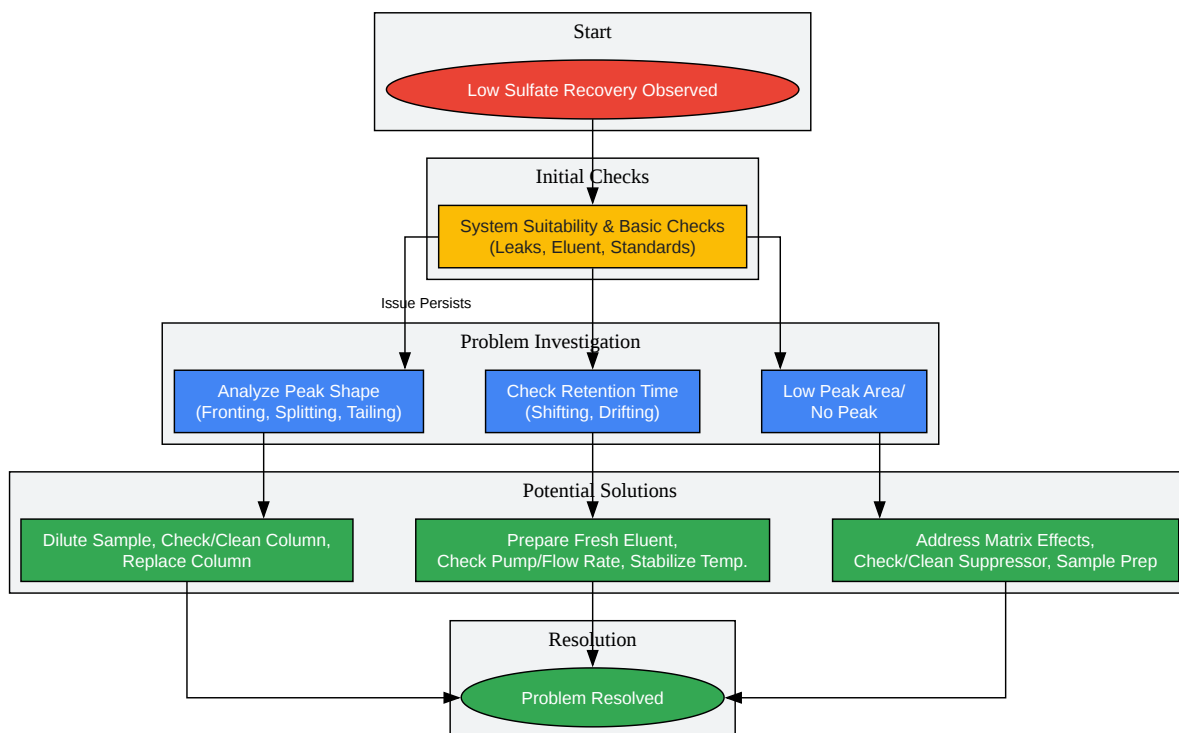 Start
Low Sulfate Recovery Observed
Initial Checks
System Suitability & Basic Checks
(Leaks, Eluent, Standards)
Issue Persists
Problem Investigation
Analyze Peak Shape
(Fronting, Splitting, Tailing)
Check Retention Time
(Shifting, Drifting)
Low Peak Area/
No Peak
Potential Solutions
Dilute Sample, Check/Clean Column,
Replace Column
Prepare Fresh Eluent,
Check Pump/Flow Rate, Stabilize Temp.
Address Matrix Effects,
Check/Clean Suppressor, Sample Prep
Resolution
Problem Resolved